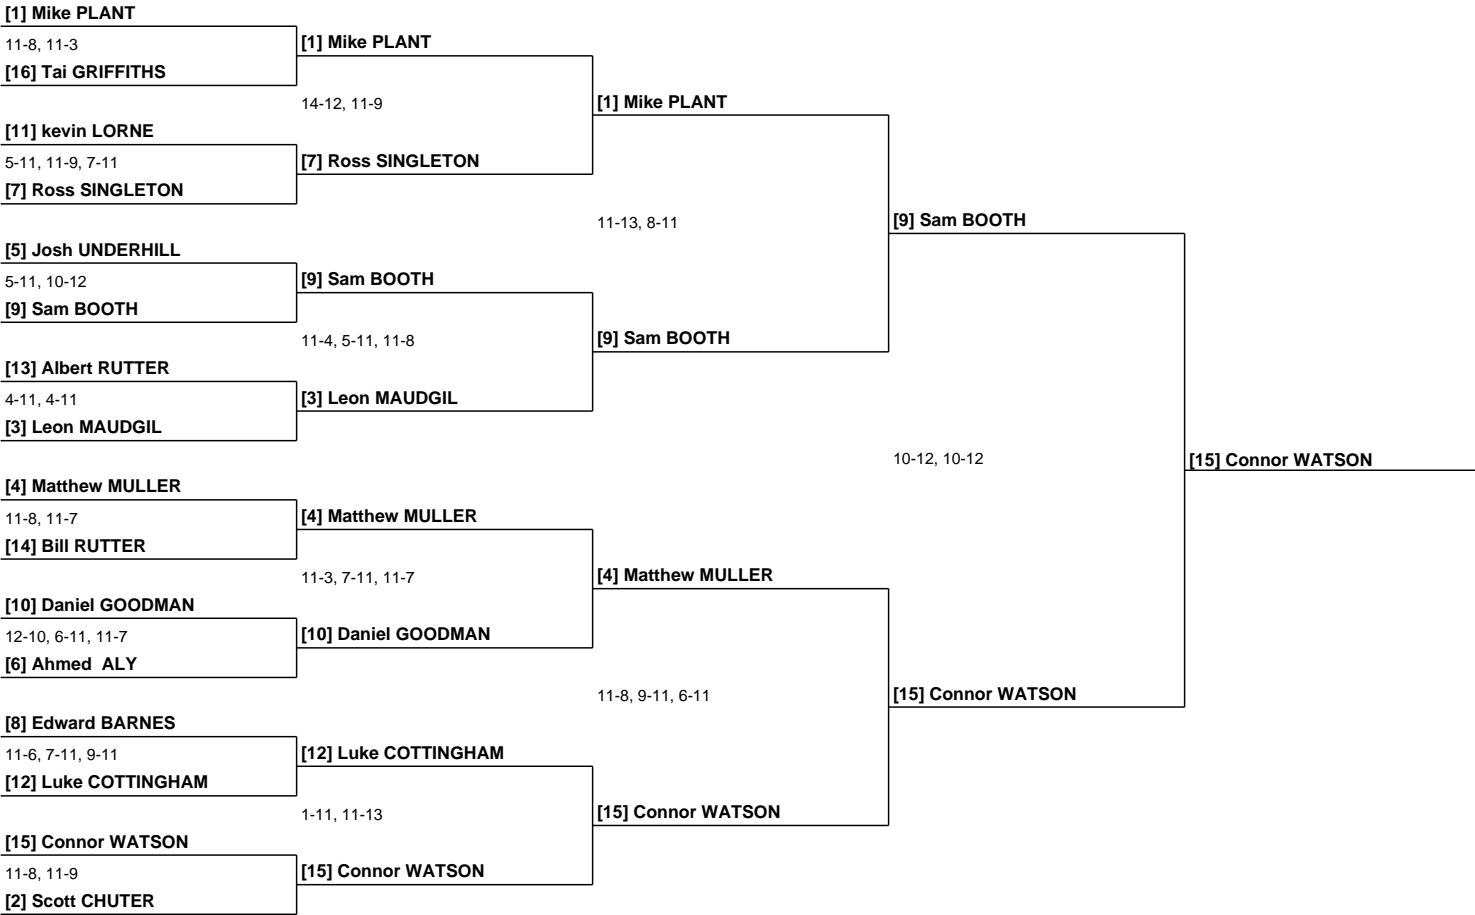 [1] Mike PLANT
11-8, 11-3
[16] Tai GRIFFITHS
[11] kevin LORNE
5-11, 11-9, 7-11
[7] Ross SINGLETON
[5] Josh UNDERHILL
5-11, 10-12
[9] Sam BOOTH
[13] Albert RUTTER
4-11, 4-11
[3] Leon MAUDGIL
[4] Matthew MULLER
11-8, 11-7
[14] Bill RUTTER
[10] Daniel GOODMAN
12-10, 6-11, 11-7
[6] Ahmed  ALY
[8] Edward BARNES
11-6, 7-11, 9-11
[12] Luke COTTINGHAM
[15] Connor WATSON
11-8, 11-9
[2] Scott CHUTER
[1] Mike PLANT
14-12, 11-9
[7] Ross SINGLETON
[9] Sam BOOTH
11-4, 5-11, 11-8
[3] Leon MAUDGIL
[4] Matthew MULLER
11-3, 7-11, 11-7
[10] Daniel GOODMAN
[12] Luke COTTINGHAM
1-11, 11-13
[15] Connor WATSON
[1] Mike PLANT
11-13, 8-11
[9] Sam BOOTH
[4] Matthew MULLER
11-8, 9-11, 6-11
[15] Connor WATSON
[9] Sam BOOTH
10-12, 10-12
[15] Connor WATSON
[15] Connor WATSON